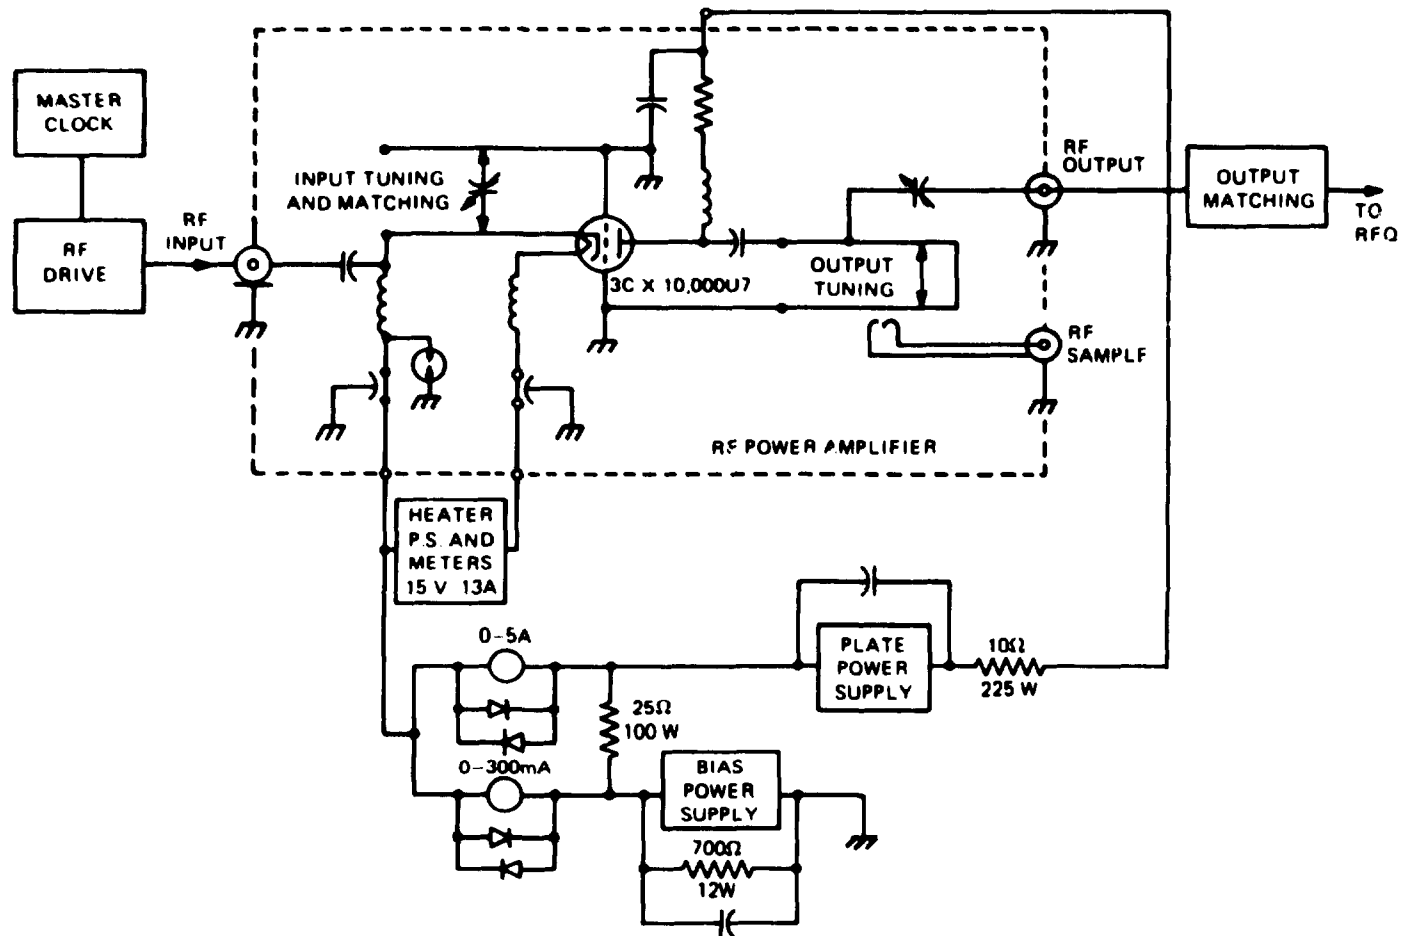 MASTER
CLOCK
RF
DRIVE
RF
INPUT
INPUT TUNING
AND MATCHING
3C X 10,000U7
OUTPUT
TUNING
RF
OUTPUT
OUTPUT
MATCHING
TO
RFQ
RF
SAMPLE
RF POWER AMPLIFIER
HEATER
P.S. AND
METERS
15 V 13A
0-5A
25Ω
100 W
PLATE
POWER
SUPPLY
10Ω
225 W
0-300mA
BIAS
POWER
SUPPLY
700Ω
12W